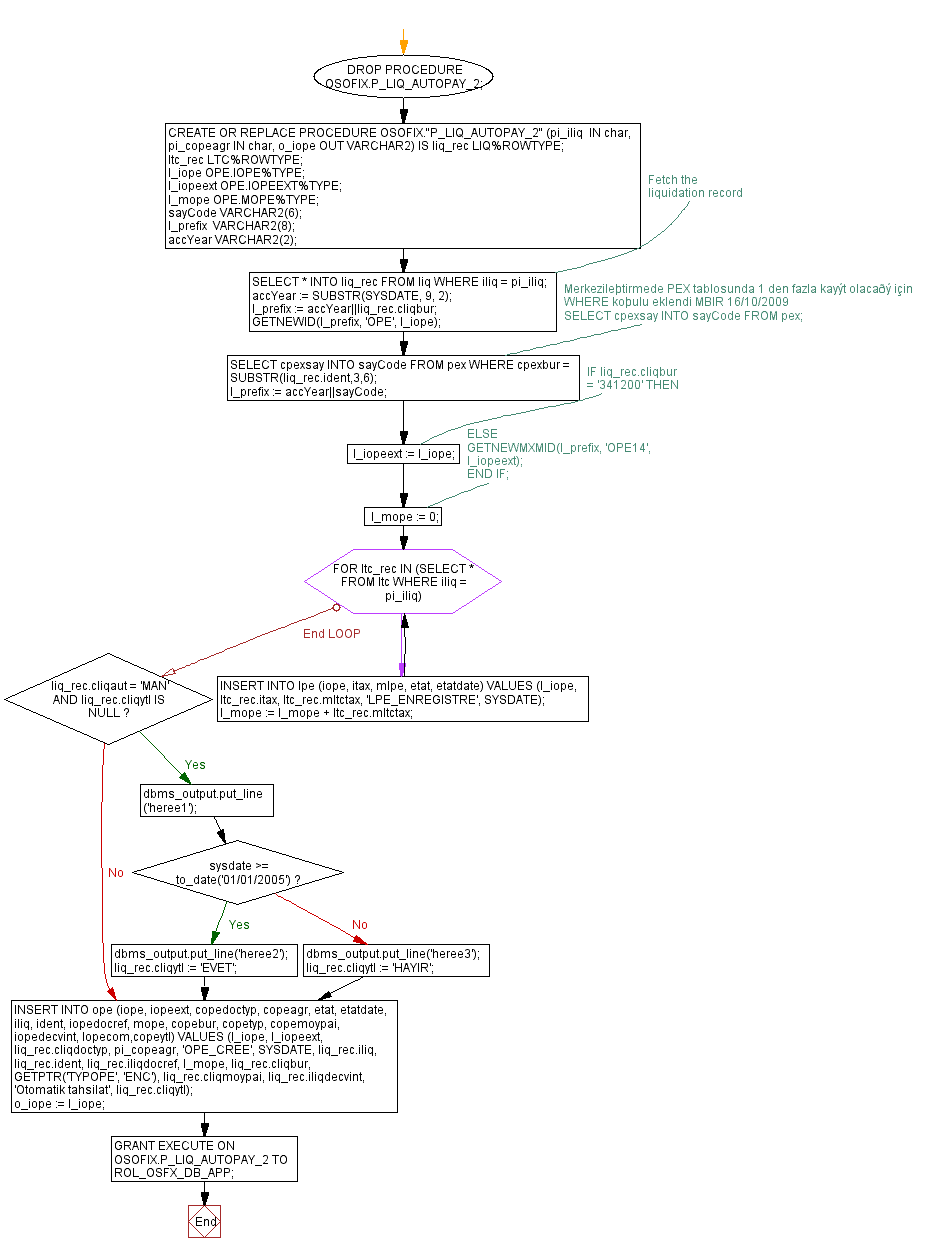 DROP PROCEDURE
OSOFIX.P_LIQ_AUTOPAY_2;
CREATE OR REPLACE PROCEDURE OSOFIX."P_LIQ_AUTOPAY_2" (pi_iliq  IN char,
pi_copeagr IN char, o_iope OUT VARCHAR2) IS liq_rec LIQ%ROWTYPE;
ltc_rec LTC%ROWTYPE;
l_iope OPE.IOPE%TYPE;
l_iopeext OPE.IOPEEXT%TYPE;
l_mope OPE.MOPE%TYPE;
sayCode VARCHAR2(6);
l_prefix  VARCHAR2(8);
accYear VARCHAR2(2);
Fetch the
liquidation record
SELECT * INTO liq_rec FROM liq WHERE iliq = pi_iliq;
accYear := SUBSTR(SYSDATE, 9, 2);
l_prefix := accYear||liq_rec.cliqbur;
GETNEWID(l_prefix, 'OPE', l_iope);
Merkezileþtirmede PEX tablosunda 1 den fazla kayýt olacaðý için
WHERE koþulu eklendi MBIR 16/10/2009
SELECT cpexsay INTO sayCode FROM pex;
SELECT cpexsay INTO sayCode FROM pex WHERE cpexbur =
SUBSTR(liq_rec.ident,3,6);
l_prefix := accYear||sayCode;
IF liq_rec.cliqbur
= '341200' THEN
l_iopeext := l_iope;
ELSE
GETNEWMXMID(l_prefix, 'OPE14',
l_iopeext);
END IF;
l_mope := 0;
FOR ltc_rec IN (SELECT *
FROM ltc WHERE iliq =
pi_iliq)
End LOOP
INSERT INTO lpe (iope, itax, mlpe, etat, etatdate) VALUES (l_iope,
ltc_rec.itax, ltc_rec.mltctax, 'LPE_ENREGISTRE', SYSDATE);
l_mope := l_mope + ltc_rec.mltctax;
liq_rec.cliqaut = 'MAN'
AND liq_rec.cliqytl IS
NULL ?
Yes
dbms_output.put_line
('heree1');
No
sysdate >=
to_date('01/01/2005') ?
Yes
No
dbms_output.put_line('heree2');
liq_rec.cliqytl := 'EVET';
dbms_output.put_line('heree3');
liq_rec.cliqytl := 'HAYIR';
INSERT INTO ope (iope, iopeext, copedoctyp, copeagr, etat, etatdate,
iliq, ident, iopedocref, mope, copebur, copetyp, copemoypai,
iopedecvint, lopecom,copeytl) VALUES (l_iope, l_iopeext,
liq_rec.cliqdoctyp, pi_copeagr, 'OPE_CREE', SYSDATE, liq_rec.iliq,
liq_rec.ident, liq_rec.iliqdocref, l_mope, liq_rec.cliqbur,
GETPTR('TYPOPE', 'ENC'), liq_rec.cliqmoypai, liq_rec.iliqdecvint,
'Otomatik tahsilat', liq_rec.cliqytl);
o_iope := l_iope;
GRANT EXECUTE ON
OSOFIX.P_LIQ_AUTOPAY_2 TO
ROL_OSFX_DB_APP;
End